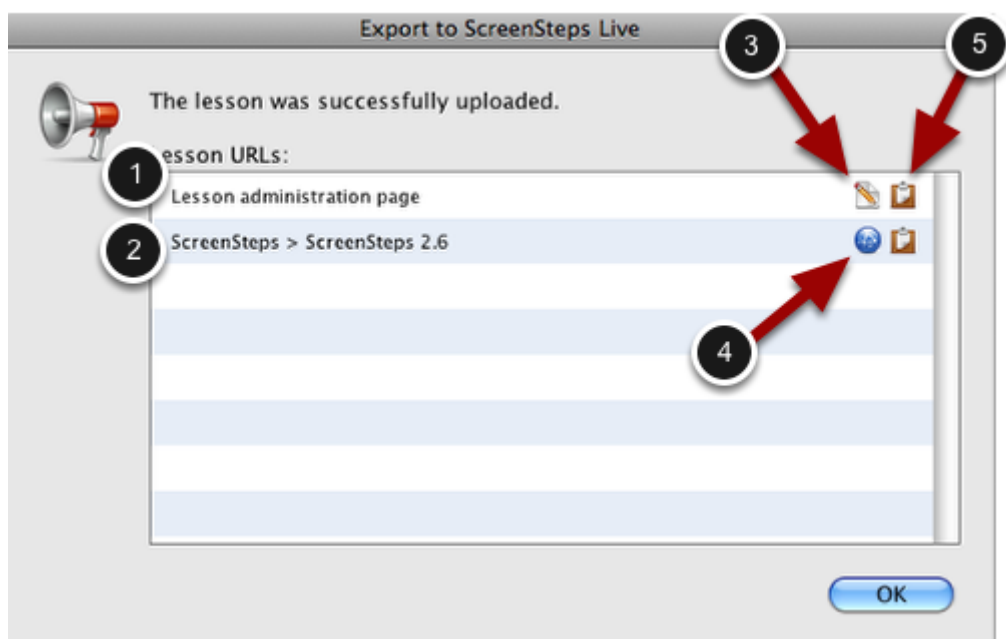 Export to ScreenSteps Live
3
5
The lesson was successfully uploaded.
esson URLs:
1
Lesson administration page
2
ScreenSteps > ScreenSteps 2.6
4
OK